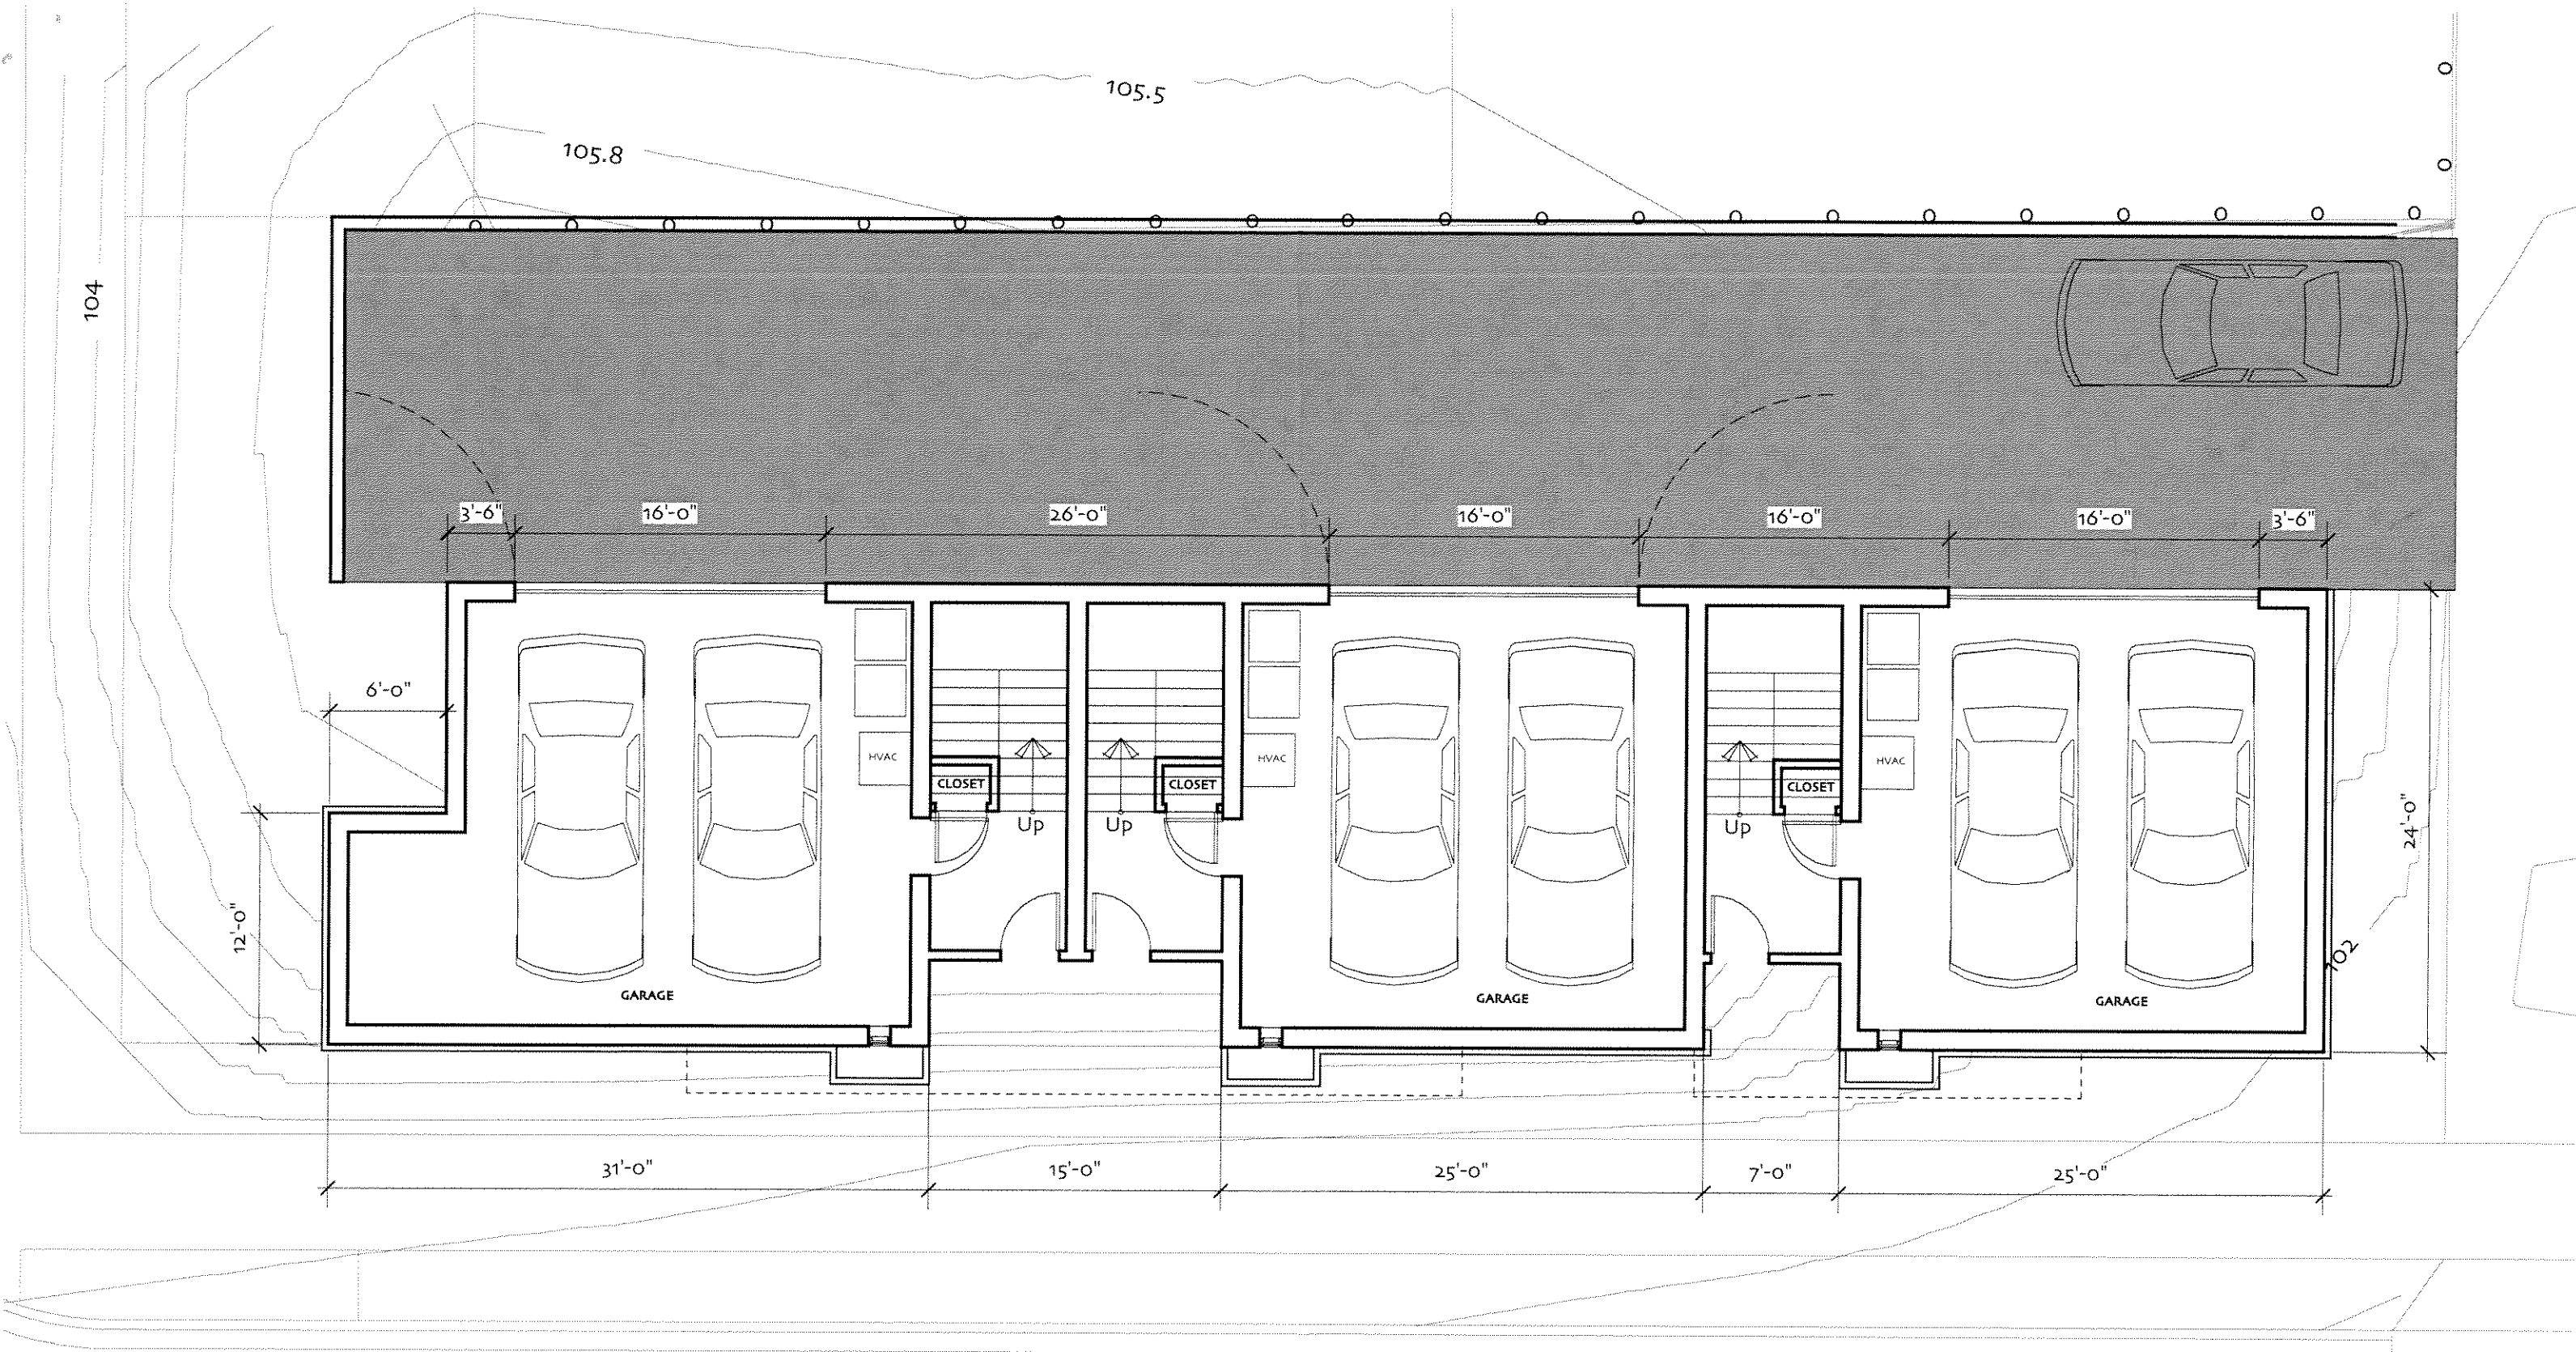 105.5
105.8
104
3'-6"
16'-0"
26'-0"
16'-0"
16'-0"
16'-0"
3'-6"
6'-0"
HVAC
CLOSET
Up
Up
CLOSET
HVAC
Up
CLOSET
HVAC
24'-0"
12'-0"
102
GARAGE
GARAGE
GARAGE
31'-0"
15'-0"
25'-0"
7'-0"
25'-0"